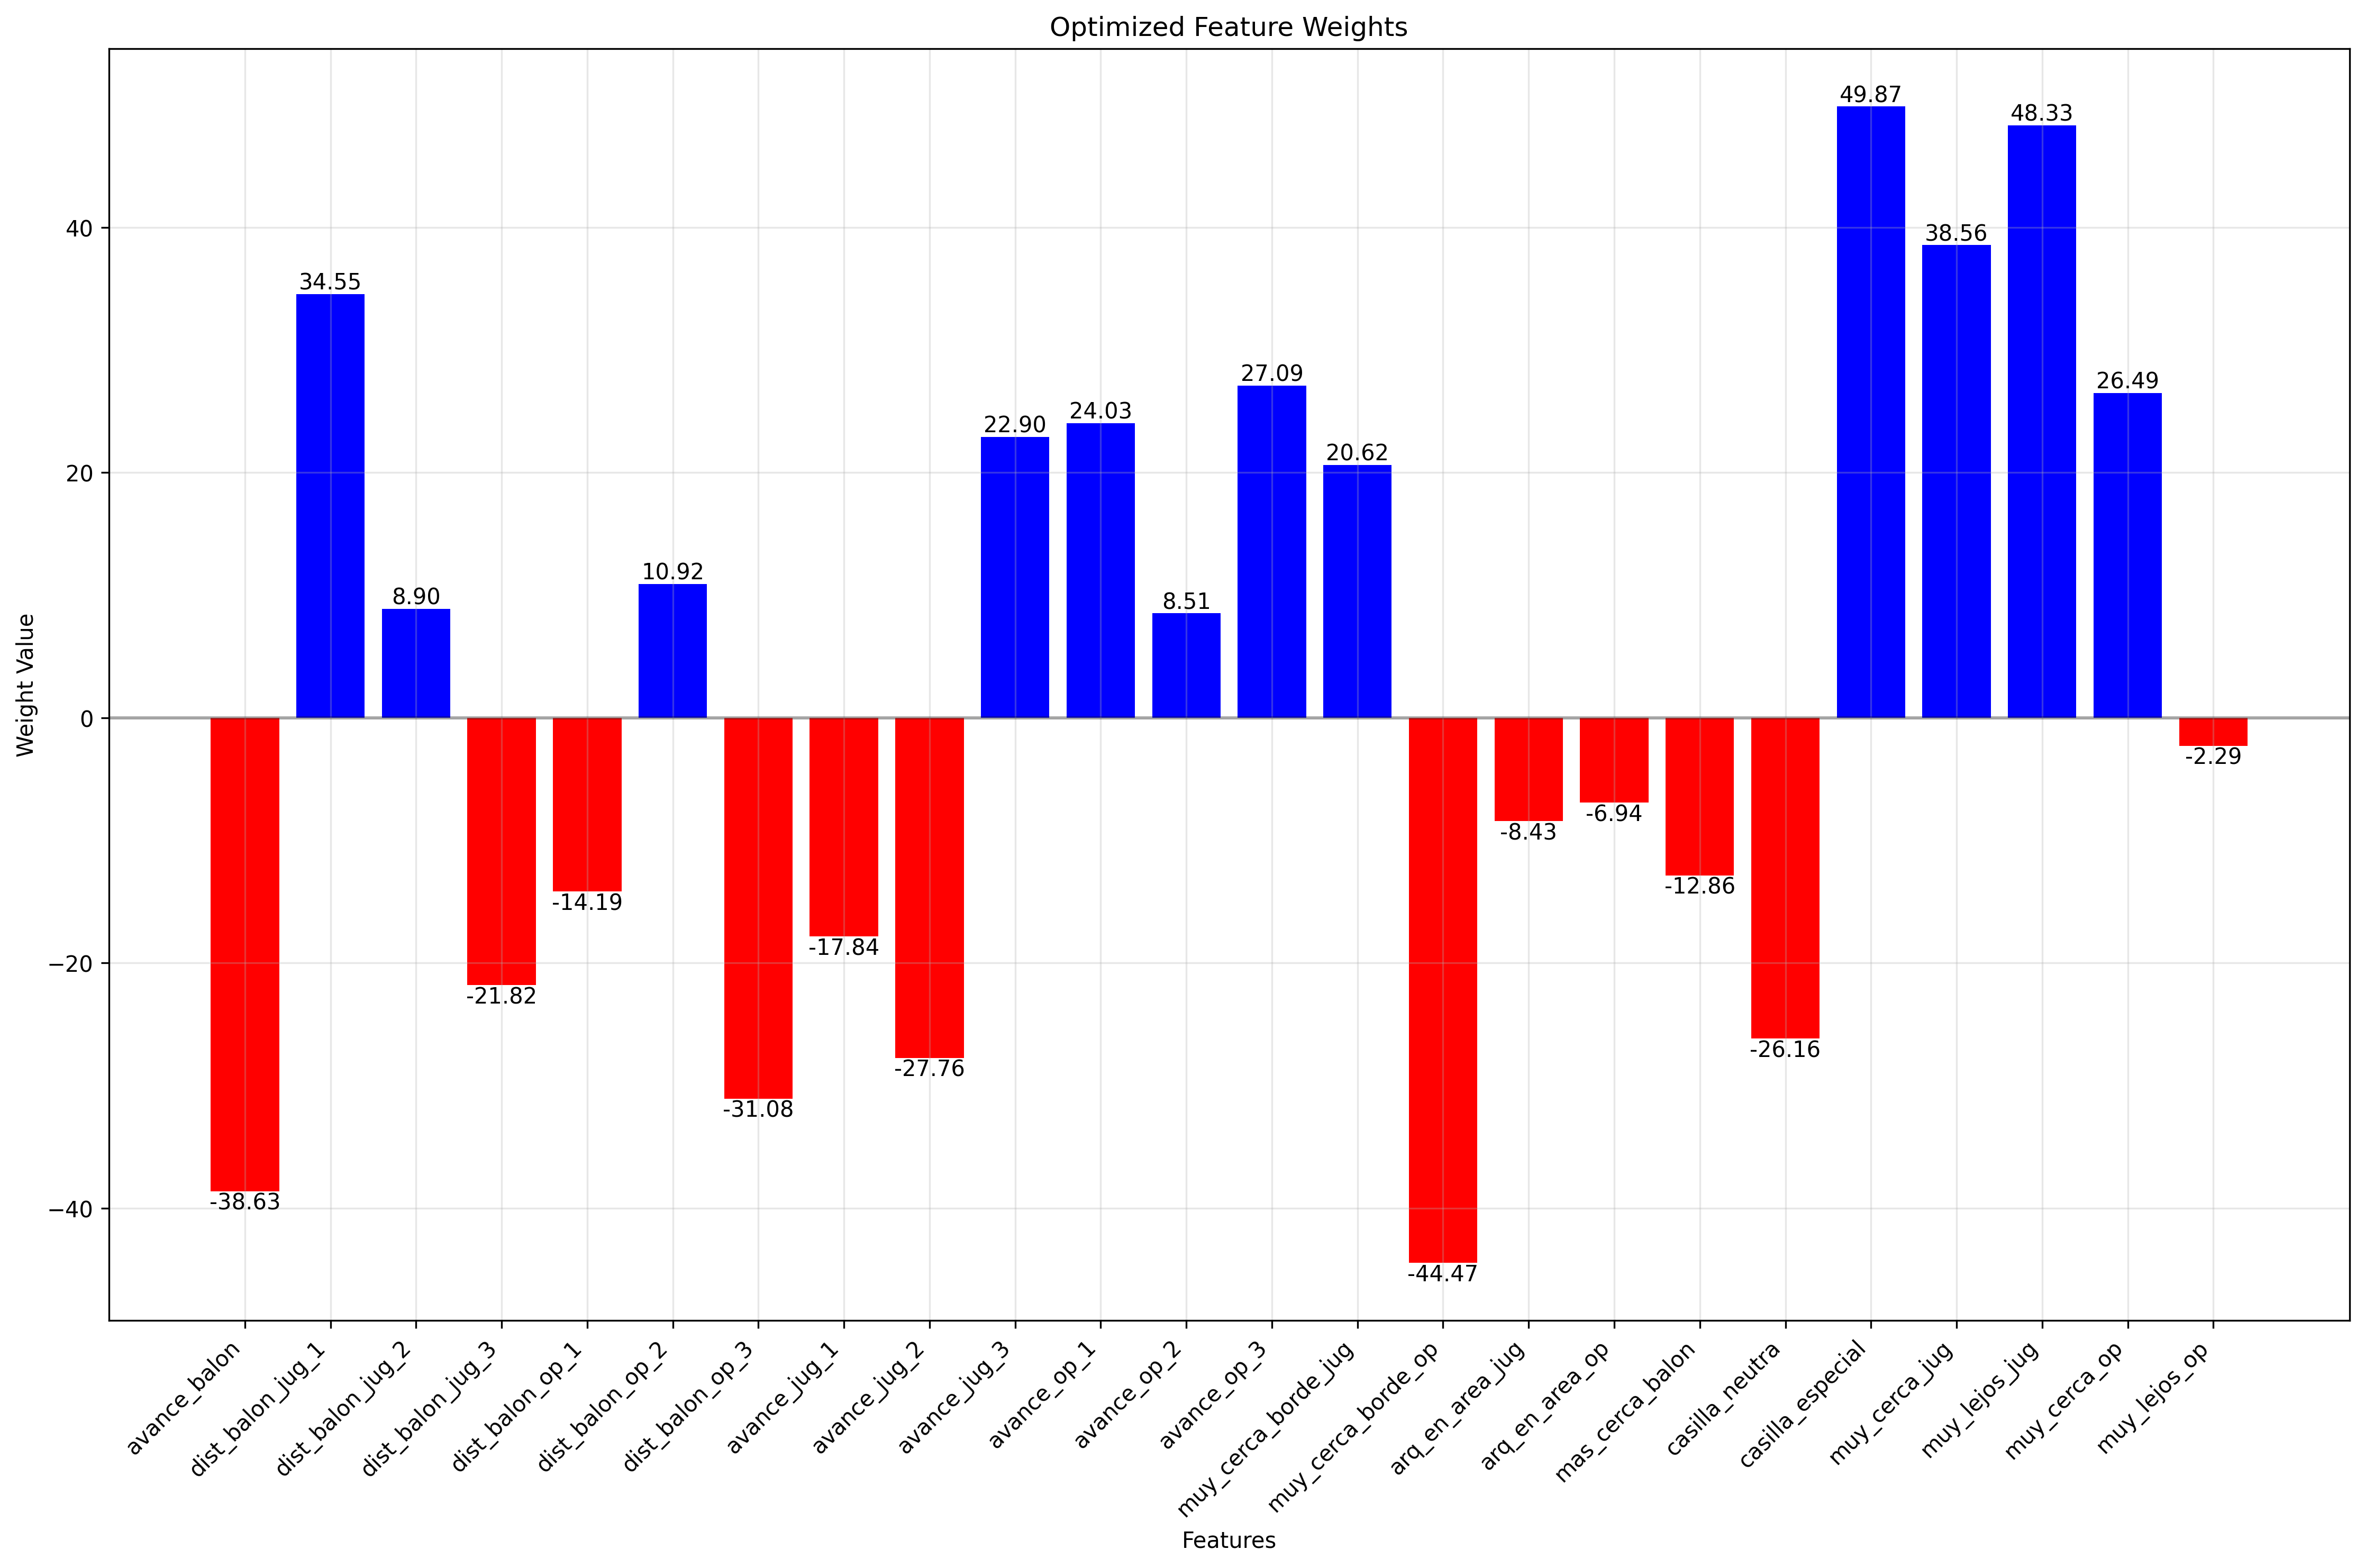 Optimized Feature Weights
Weight Value
40
20
0
−20
−40
-38.63
34.55
8.90
-21.82
-14.19
10.92
-31.08
-17.84
-27.76
22.90
24.03
8.51
27.09
20.62
-44.47
-8.43
-6.94
-12.86
-26.16
49.87
38.56
48.33
26.49
-2.29
avance_balon
dist_balon_jug_1
dist_balon_jug_2
dist_balon_jug_3
dist_balon_op_1
dist_balon_op_2
dist_balon_op_3
avance_jug_1
avance_jug_2
avance_jug_3
avance_op_1
avance_op_2
avance_op_3
muy_cerca_borde_jug
muy_cerca_borde_op
arq_en_area_jug
arq_en_area_op
mas_cerca_balon
casilla_neutra
casilla_especial
muy_cerca_jug
muy_lejos_jug
muy_cerca_op
muy_lejos_op
Features